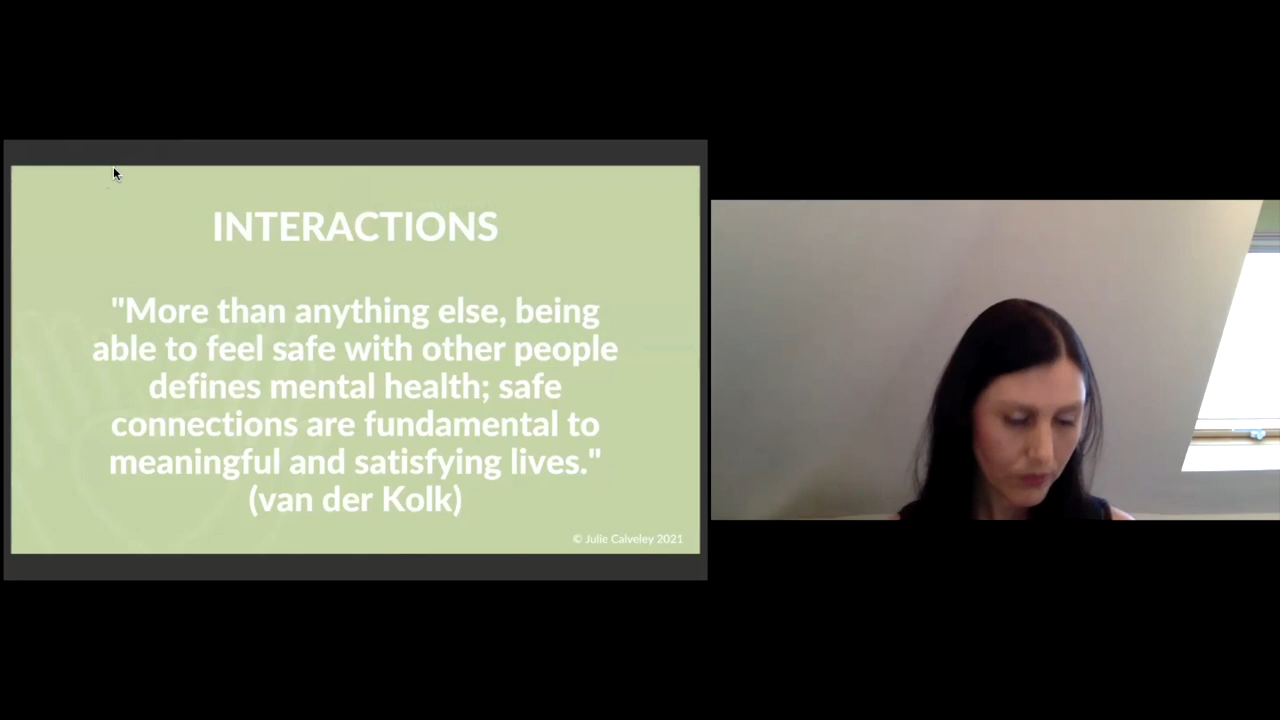 INTERACTIONS
"More than anything else, being
able to feel safe with other people
defines mental health; safe
connections are fundamental to
meaningful and satisfying lives."
(van der Kolk)
© Julie Calveley 2021